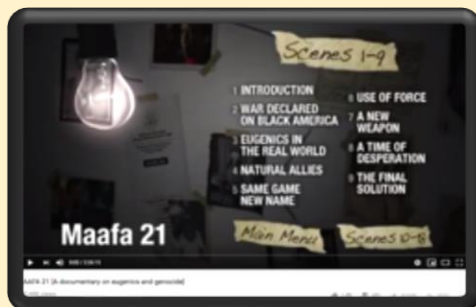 Scenes 1-9
1 INTRODUCTION
2 WAR DECLARED
ON BLACK AMERICA
3 EUGENICS IN
THE REAL WORLD
4 NATURAL ALLIES
5 SAME GAME
NEW NAME
6 USE OF FORCE
7 A NEW
WEAPON
8 A TIME OF
DESPERATION
9 THE FINAL
SOLUTION
Maafa 21
Main Menu
Scenes 10-18
AAFA 21 [A documentary on eugenics and genocide]